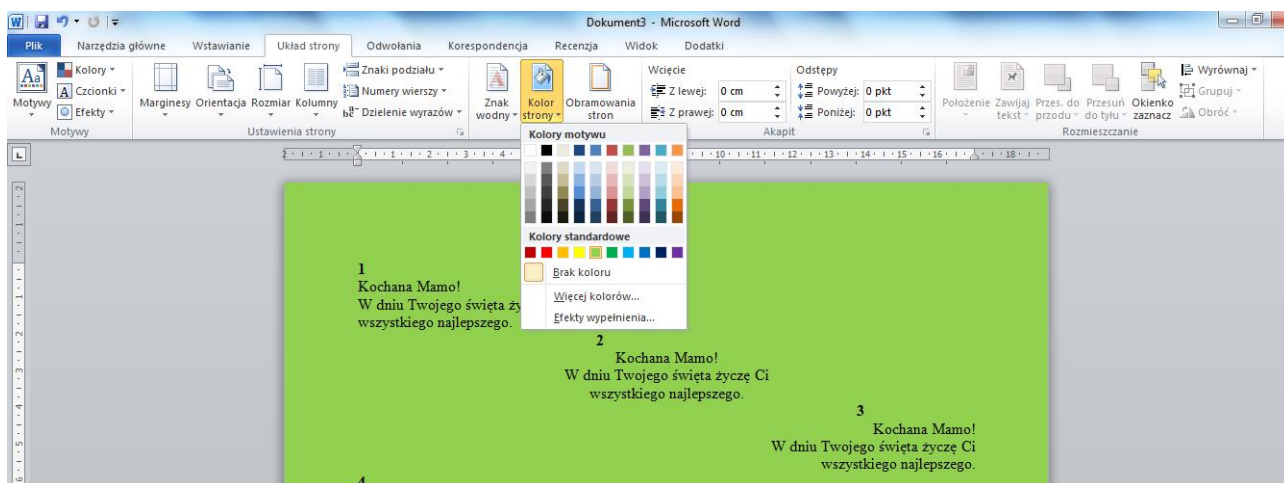 Dokument3 - Microsoft Word
Plik Narzędzia główne Wstawianie Układ strony Odwołania Korespondencja Recenzja Widok Dodatki
Motywy
Kolory
Czcionki
Efekty
Motywy
Marginesy Orientacja Rozmiar Kolumny
Znaki podziału
Numery wierszy
Dzielenie wyrazów
Ustawienia strony
Znak wodny
Kolor strony
Obramowania stron
Wcięcie
Z lewej: 0 cm
Z prawej: 0 cm
Odstępy
Powyżej: 0 pkt
Poniżej: 0 pkt
Akapit
Położenie
Zawijaj tekst
Przes. do przodu
Przesuń do tyłu
Okienko zaznacz
Wyrównaj
Grupuj
Obróć
Rozmieszczanie
Kolory motywu
Kolory standardowe
Brak koloru
Więcej kolorów...
Efekty wypełnienia...
1
Kochana Mamo!
W dniu Twojego święta ży
wszystkiego najlepszego.
2
Kochana Mamo!
W dniu Twojego święta życzę Ci
wszystkiego najlepszego.
3
Kochana Mamo!
W dniu Twojego święta życzę Ci
wszystkiego najlepszego.
4